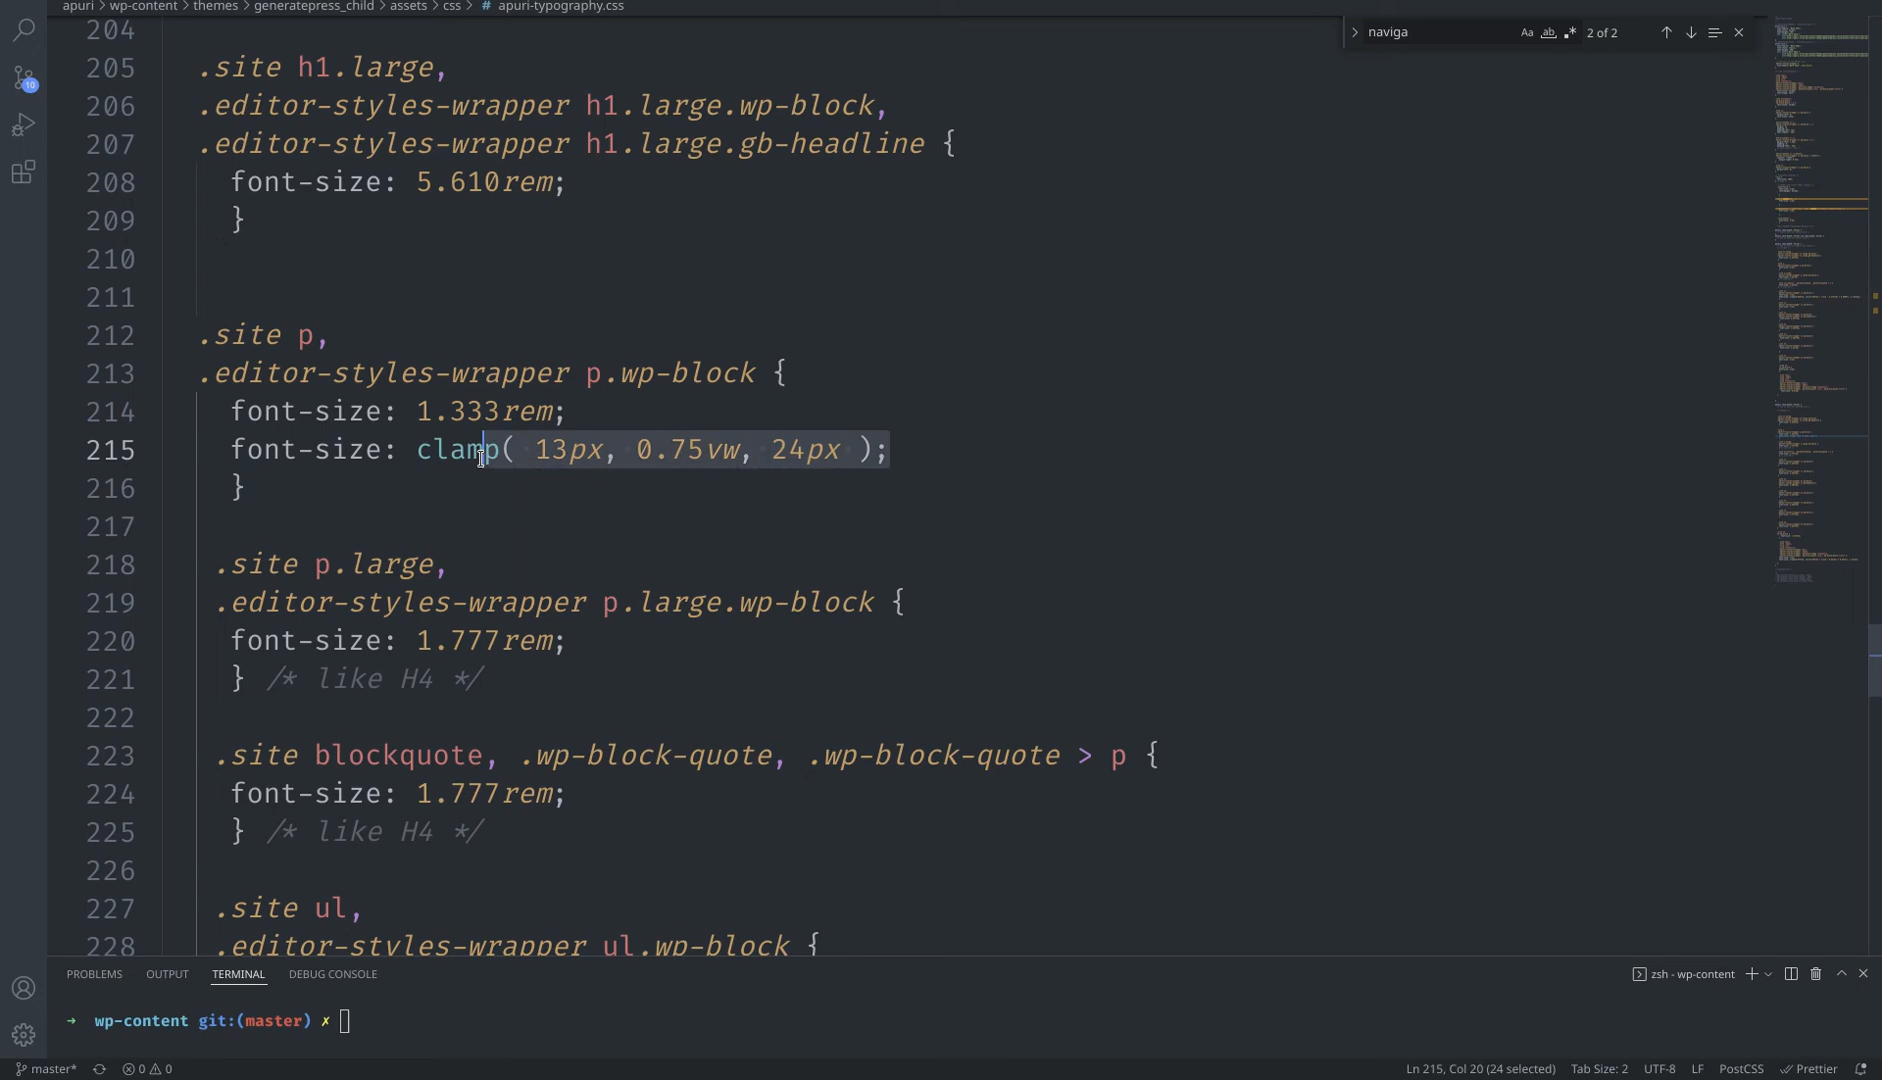 apuri › wp-content › themes › generatepress_child › assets › css › # apuri-typography.css
naviga Aa ab .* 2 of 2
204
205 .site h1.large,
206 .editor-styles-wrapper h1.large.wp-block,
207 .editor-styles-wrapper h1.large.gb-headline {
208 font-size: 5.610rem;
209 }
210
211
212 .site p,
213 .editor-styles-wrapper p.wp-block {
214 font-size: 1.333rem;
215 font-size: clamp( 13px, 0.75vw, 24px );
216 }
217
218 .site p.large,
219 .editor-styles-wrapper p.large.wp-block {
220 font-size: 1.777rem;
221 } /* like H4 */
222
223 .site blockquote, .wp-block-quote, .wp-block-quote > p {
224 font-size: 1.777rem;
225 } /* like H4 */
226
227 .site ul,
228 .editor-styles-wrapper ul.wp-block {
10
PROBLEMS OUTPUT TERMINAL DEBUG CONSOLE zsh - wp-content
→ wp-content git:(master) ✗
master* 0 0 Ln 215, Col 20 (24 selected) Tab Size: 2 UTF-8 LF PostCSS Prettier